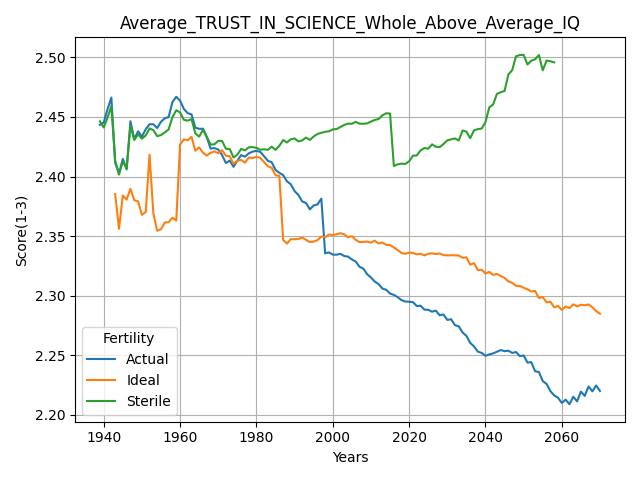 Average_TRUST_IN_SCIENCE_Whole_Above_Average_IQ
Score(1-3)
2.50
2.45
2.40
2.35
2.30
2.25
2.20
Fertility
Actual
Ideal
Sterile
1940 1960 1980 2000 2020 2040 2060
Years